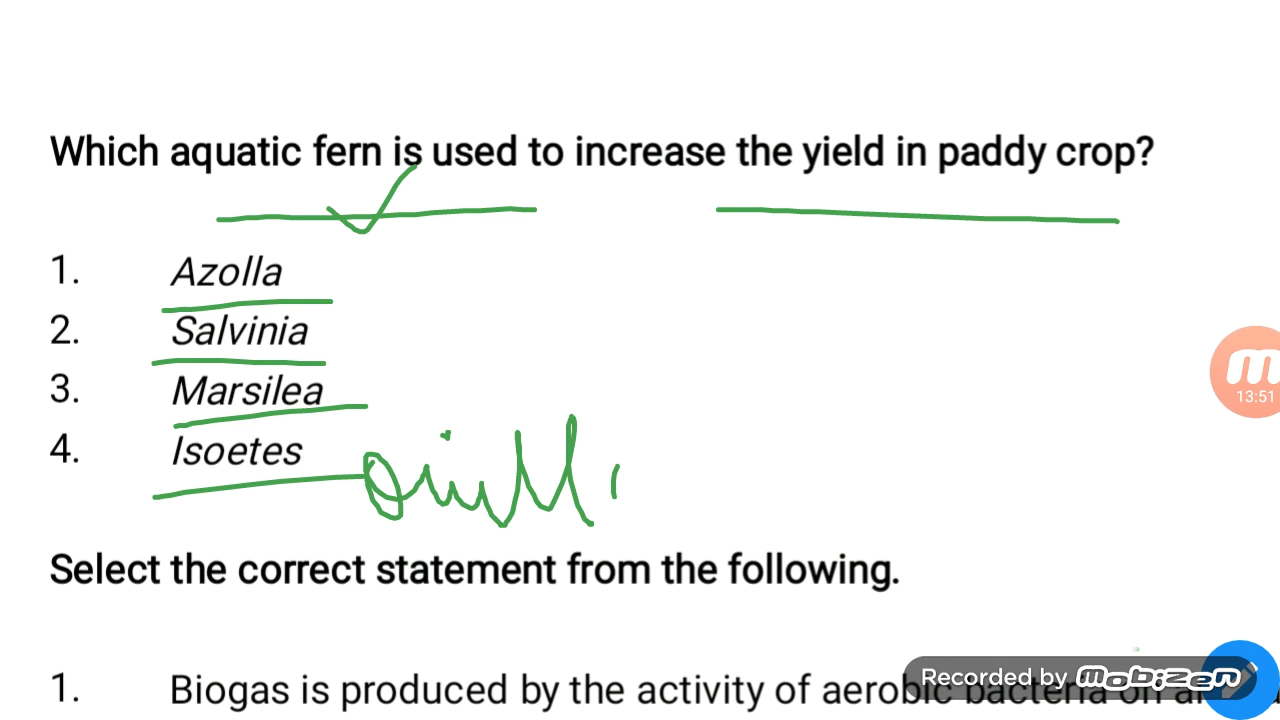 Which aquatic fern is used to increase the yield in paddy crop?
1. Azolla
2. Salvinia
3. Marsilea
4. Isoetes
Select the correct statement from the following.
1. Biogas is produced by the activity of aerobic bacteria on
13:51
Recorded by mobizen